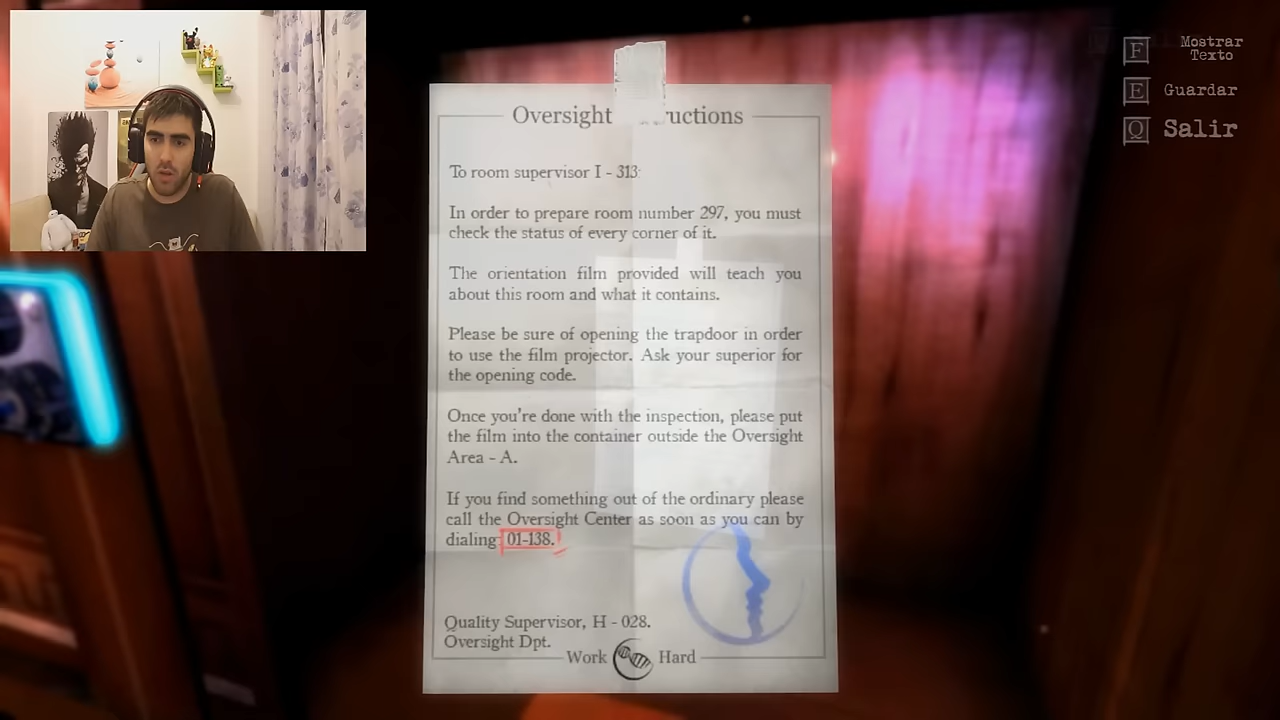 Oversight ructions
To room supervisor I - 313:
In order to prepare room number 297, you must
check the status of every corner of it.
The orientation film provided will teach you
about this room and what it contains.
Please be sure of opening the trapdoor in order
to use the film projector. Ask your superior for
the opening code.
Once you're done with the inspection, please put
the film into the container outside the Oversight
Area - A.
If you find something out of the ordinary please
call the Oversight Center as soon as you can by
dialing 01-138.
Quality Supervisor, H - 028.
Oversight Dpt.
Work Hard
F Mostrar
Texto
E Guardar
Q Salir